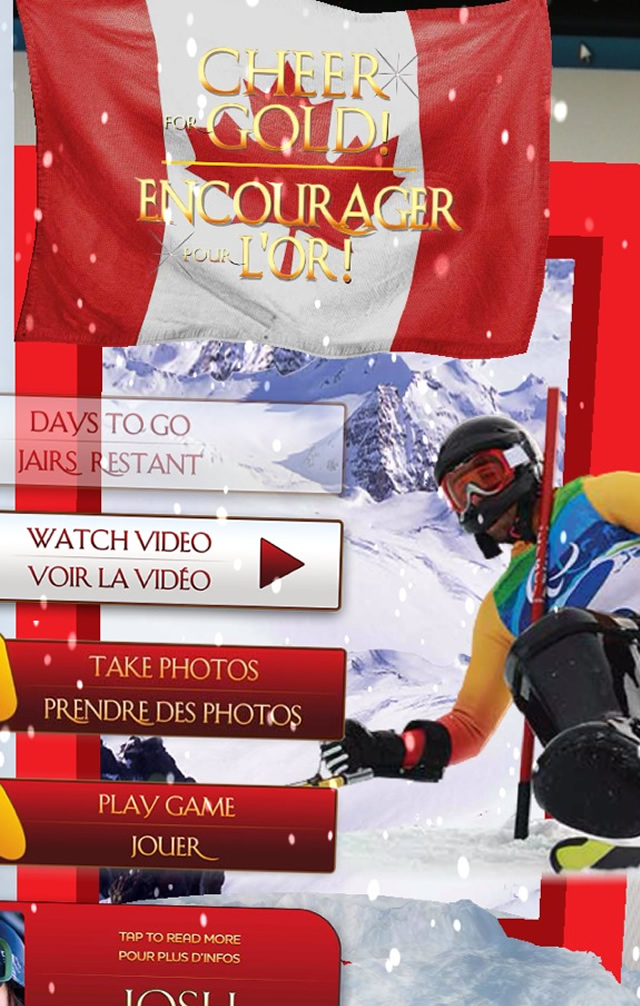 CHEER
FOR GOLD!
ENCOURAGER
POUR L'OR!
DAYS TO GO
JAIRS RESTANT
WATCH VIDEO
VOIR LA VIDÉO
TAKE PHOTOS
PRENDRE DES PHOTOS
PLAY GAME
JOUER
TAP TO READ MORE
POUR PLUS D'INFOS
JOSH